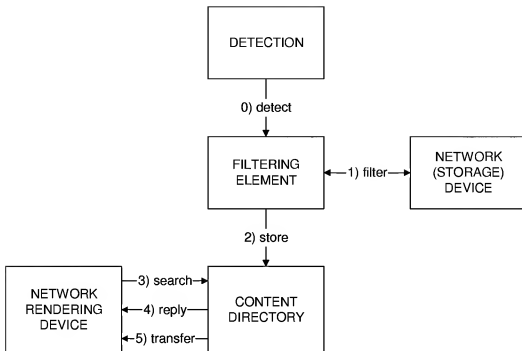 DETECTION
0) detect
FILTERING
ELEMENT
1) filter
NETWORK
(STORAGE)
DEVICE
2) store
NETWORK
RENDERING
DEVICE
3) search
4) reply
5) transfer
CONTENT
DIRECTORY